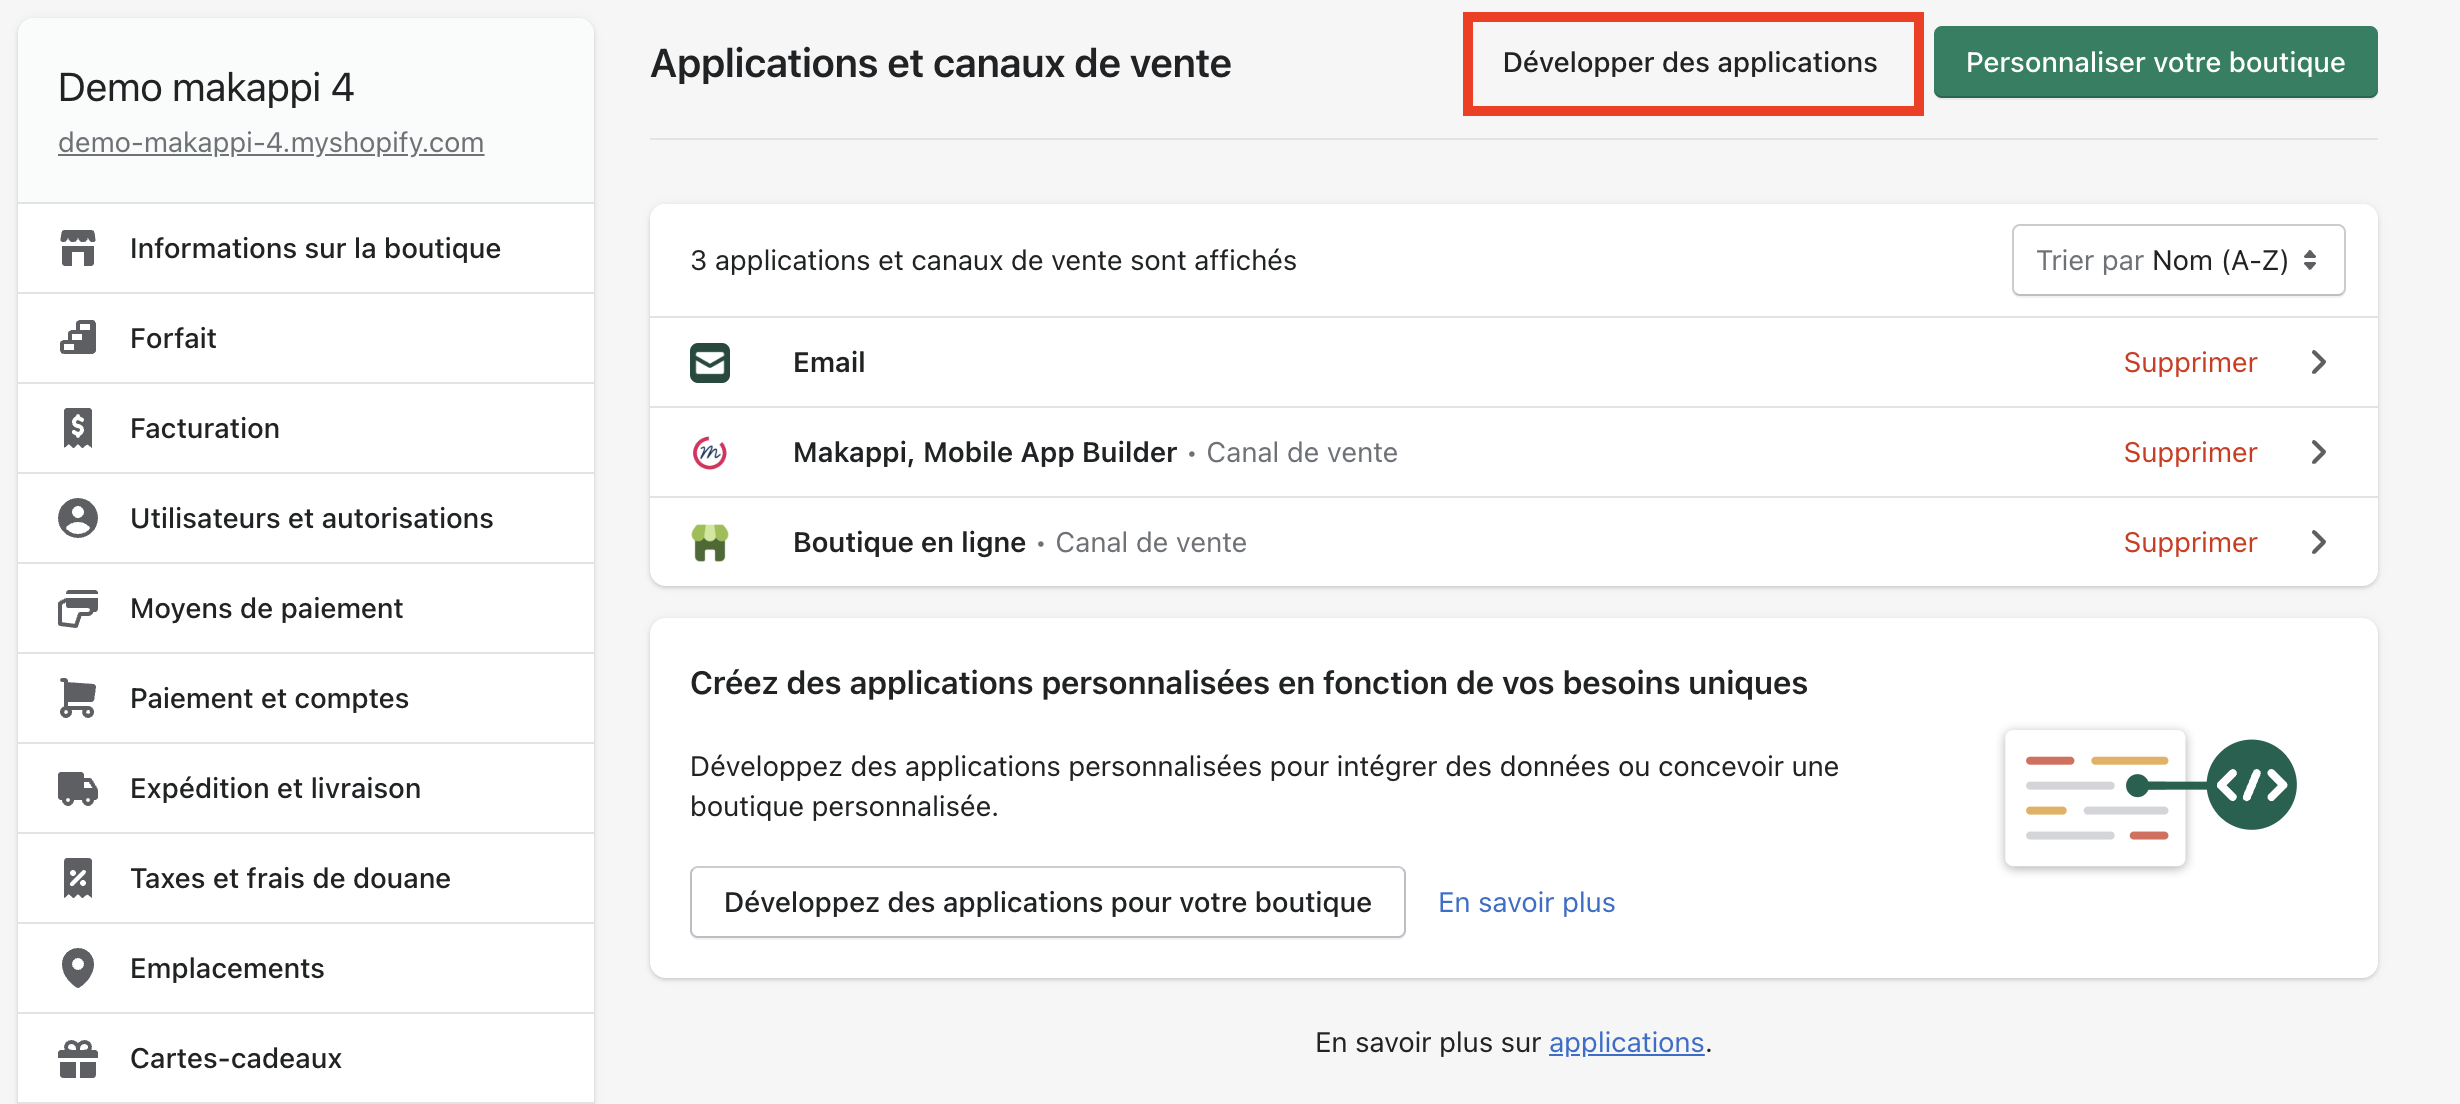 Demo makappi 4
demo-makappi-4.myshopify.com
Informations sur la boutique
Forfait
Facturation
Utilisateurs et autorisations
Moyens de paiement
Paiement et comptes
Expédition et livraison
Taxes et frais de douane
Emplacements
Cartes-cadeaux
Applications et canaux de vente
Développer des applications
Personnaliser votre boutique
3 applications et canaux de vente sont affichés
Trier par Nom (A-Z)
Email
Supprimer
Makappi, Mobile App Builder • Canal de vente
Supprimer
Boutique en ligne • Canal de vente
Supprimer
Créez des applications personnalisées en fonction de vos besoins uniques
Développez des applications personnalisées pour intégrer des données ou concevoir une
boutique personnalisée.
Développez des applications pour votre boutique
En savoir plus
En savoir plus sur applications.